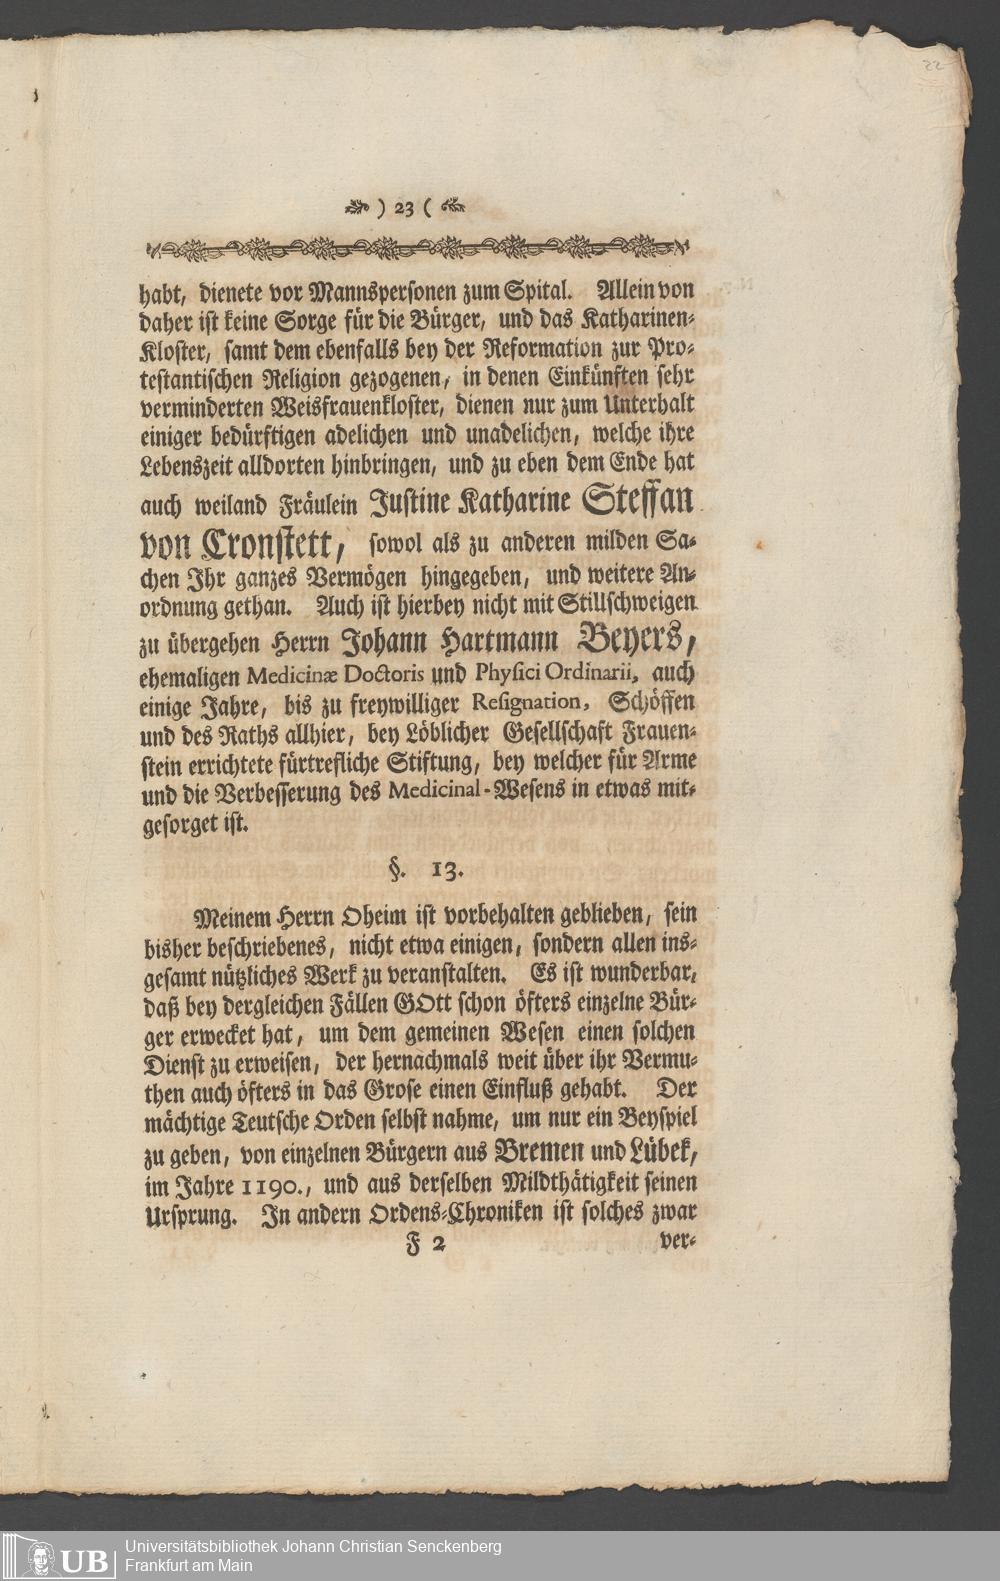 22
) 23 (
habt, dienete vor Mannspersonen zum Spital. Allein von
daher ist keine Sorge für die Bürger, und das Katharinen-
Kloster, samt dem ebenfalls bey der Reformation zur Pro-
testantischen Religion gezogenen, in denen Einkünften sehr
verminderten Weisfrauenkloster, dienen nur zum Unterhalt
einiger bedürftigen adelichen und unadelichen, welche ihre
Lebenszeit alldorten hinbringen, und zu eben dem Ende hat
auch weiland Fräulein Justine Katharine Steffan
von Cronstett, sowol als zu anderen milden Sa-
chen Ihr ganzes Vermögen hingegeben, und weitere An-
ordnung gethan. Auch ist hierbey nicht mit Stillschweigen
zu übergehen Herrn Johann Hartmann Beyers,
ehemaligen Medicinæ Doctoris und Physici Ordinarii, auch
einige Jahre, bis zu freywilliger Resignation, Schöffen
und des Raths allhier, bey Löblicher Gesellschaft Frauen-
stein errichtete fürtrefliche Stiftung, bey welcher für Arme
und die Verbesserung des Medicinal-Wesens in etwas mit-
gesorget ist.
§. 13.
Meinem Herrn Oheim ist vorbehalten geblieben, sein
bisher beschriebenes, nicht etwa einigen, sondern allen ins-
gesamt nützliches Werk zu veranstalten. Es ist wunderbar,
daß bey dergleichen Fällen GOtt schon öfters einzelne Bür-
ger erwecket hat, um dem gemeinen Wesen einen solchen
Dienst zu erweisen, der hernachmals weit über ihr Vermu-
then auch öfters in das Grose einen Einfluß gehabt. Der
mächtige Teutsche Orden selbst nahme, um nur ein Beyspiel
zu geben, von einzelnen Bürgern aus Bremen und Lübek,
im Jahre 1190., und aus derselben Mildthätigkeit seinen
Ursprung. In andern Ordens-Chroniken ist solches zwar
F 2 ver-
UB
Universitätsbibliothek Johann Christian Senckenberg
Frankfurt am Main